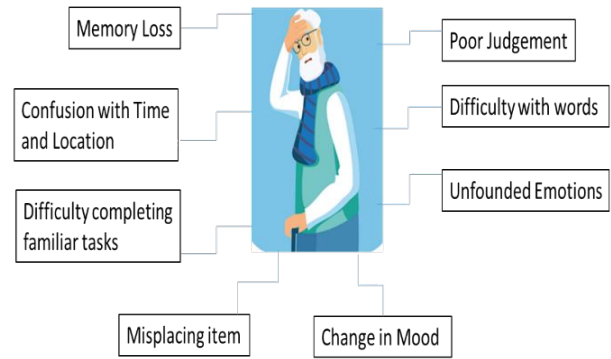 Memory Loss
Poor Judgement
Confusion with Time
and Location
Difficulty with words
Difficulty completing
familiar tasks
Unfounded Emotions
Misplacing item
Change in Mood